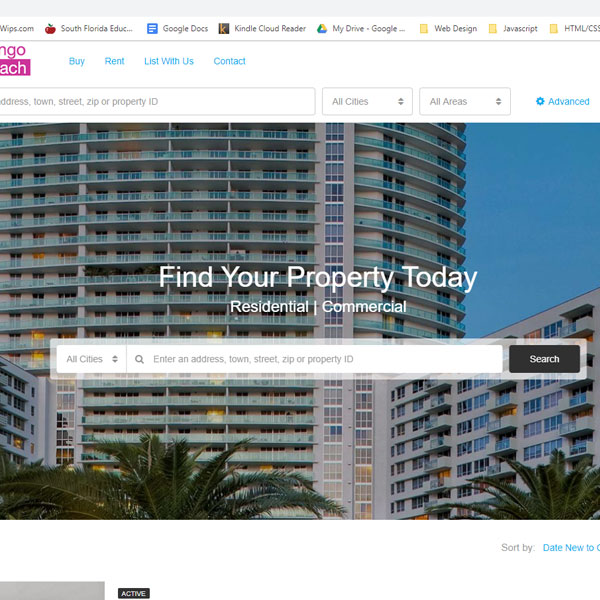 Wips.com South Florida Educ... Google Docs Kindle Cloud Reader My Drive - Google ... Web Design Javascript HTML/CSS
ngo
ach
Buy Rent List With Us Contact
ddress, town, street, zip or property ID All Cities All Areas Advanced
Find Your Property Today
Residential | Commercial
All Cities Enter an address, town, street, zip or property ID Search
Sort by: Date New to
ACTIVE